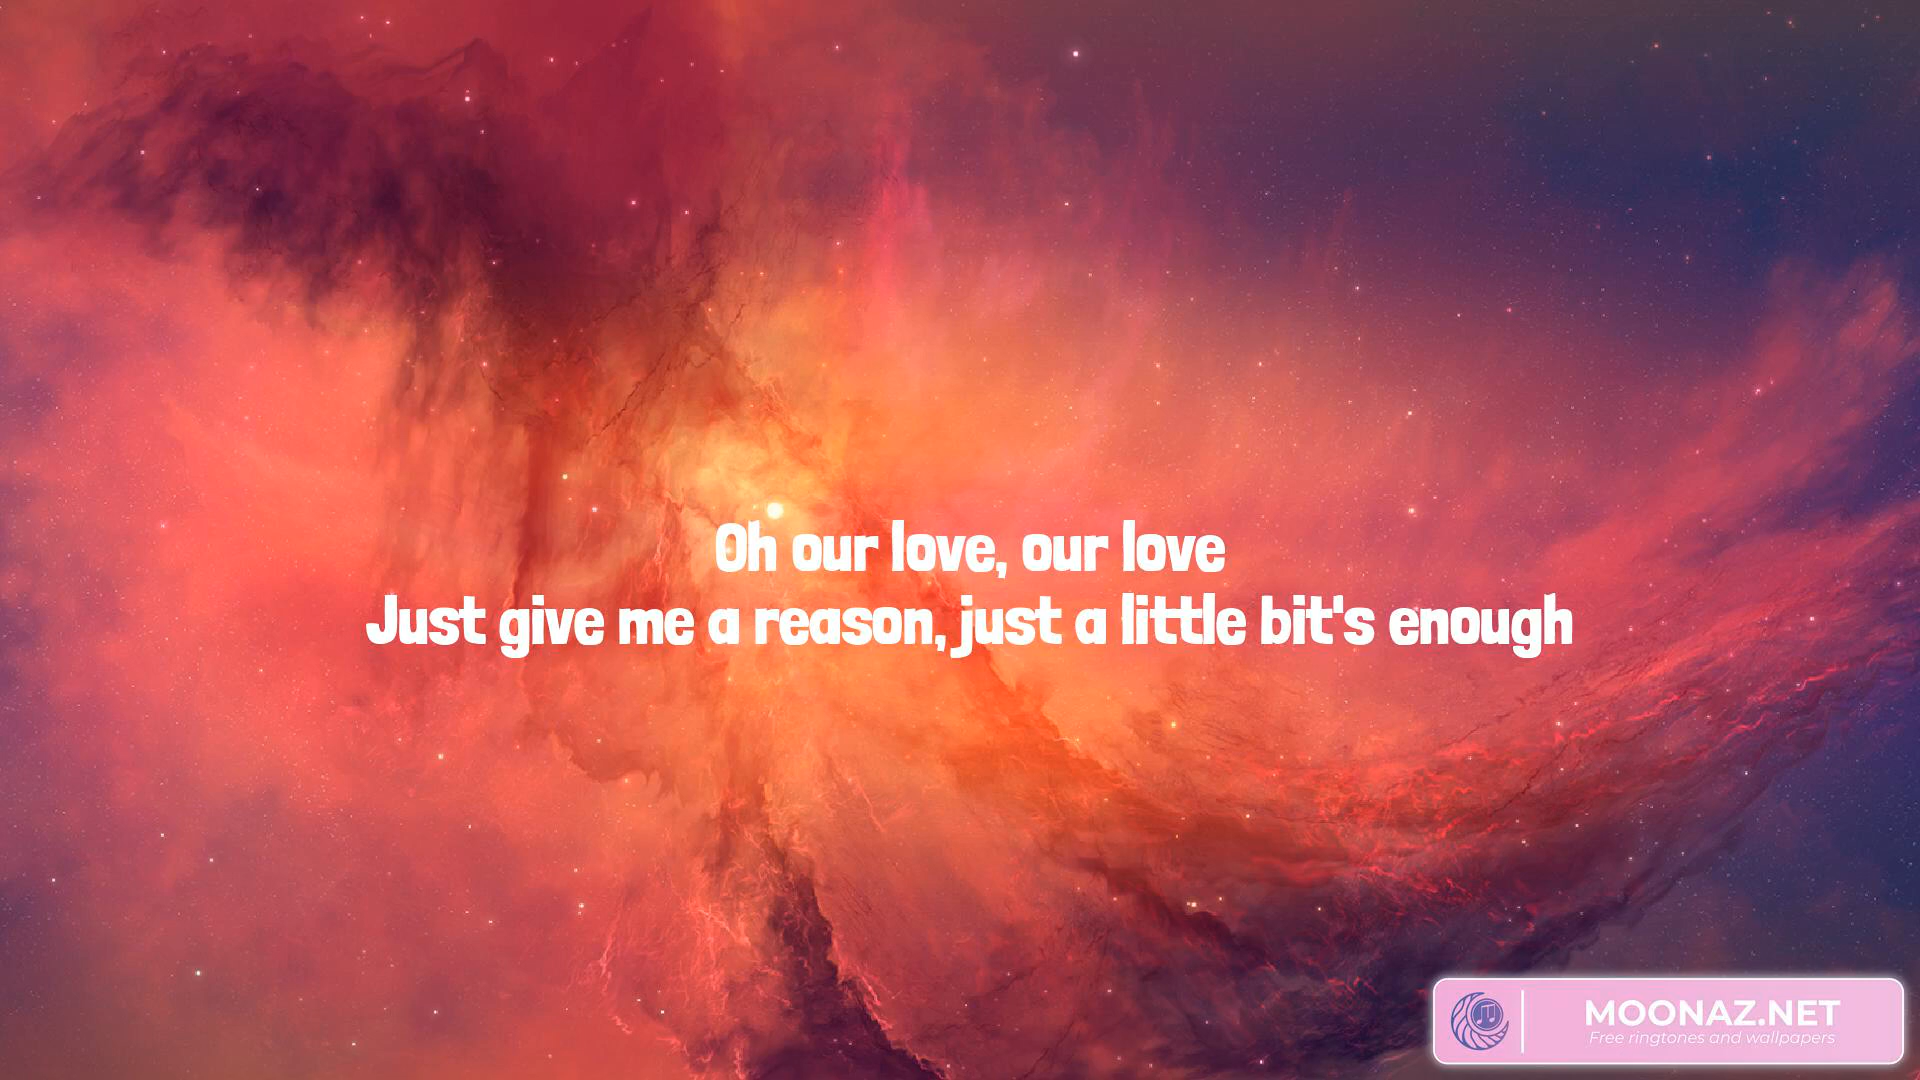 Oh our love, our love
Just give me a reason, just a little bit's enough
MOONAZ.NET
Free ringtones and wallpapers